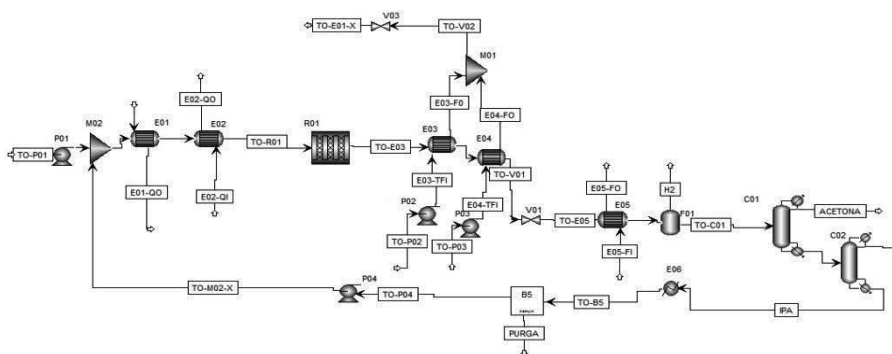 TO-E01-X
V03
TO-V02
M01
E03-F0
E04-FO
E02-QO
P01
M02
E01
E02
R01
E03
E04
TO-P01
TO-R01
TO-E03
TO-V01
E01-QO
E02-QI
E03-TFI
E04-TFI
P02
P03
TO-P02
TO-P03
V01
TO-E05
E05-FO
E05
E05-FI
H2
F01
TO-C01
C01
ACETONA
C02
TO-M02-X
P04
TO-P04
B5
TO-B5
E06
IPA
PURGA